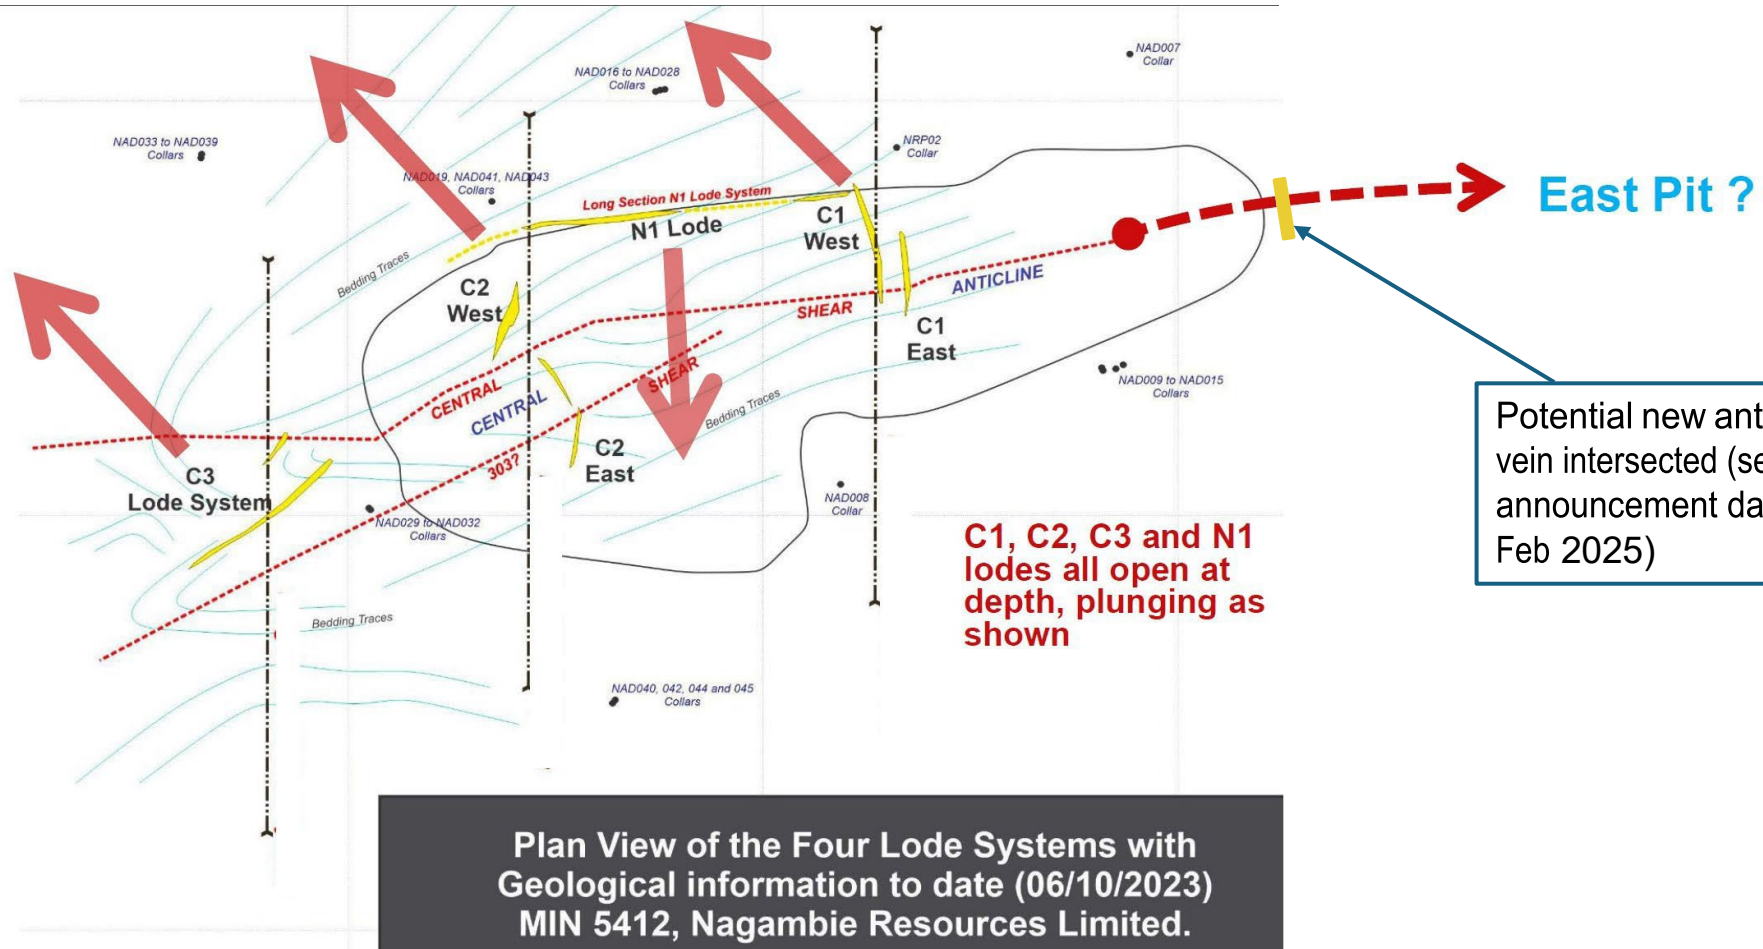 NAD007
Collar
NAD016 to NAD028
Collars
NAD033 to NAD039
Collars
NRP02
Collar
NAD019, NAD041, NAD043
Collars
Long Section N1 Lode System
N1 Lode
C1
West
East Pit ?
Bedding Traces
C2
West
ANTICLINE
SHEAR
C1
East
CENTRAL
SHEAR
CENTRAL
NAD009 to NAD015
Collars
Bedding Traces
303?
C2
East
C3
Lode System
NAD008
Collar
NAD029 to NAD032
Collars
Potential new
vein intersected
announcement
Feb 2025)
C1, C2, C3 and N1
lodes all open at
depth, plunging as
shown
Bedding Traces
NAD040, 042, 044 and 045
Collars
Plan View of the Four Lode Systems with
Geological information to date (06/10/2023)
MIN 5412, Nagambie Resources Limited.